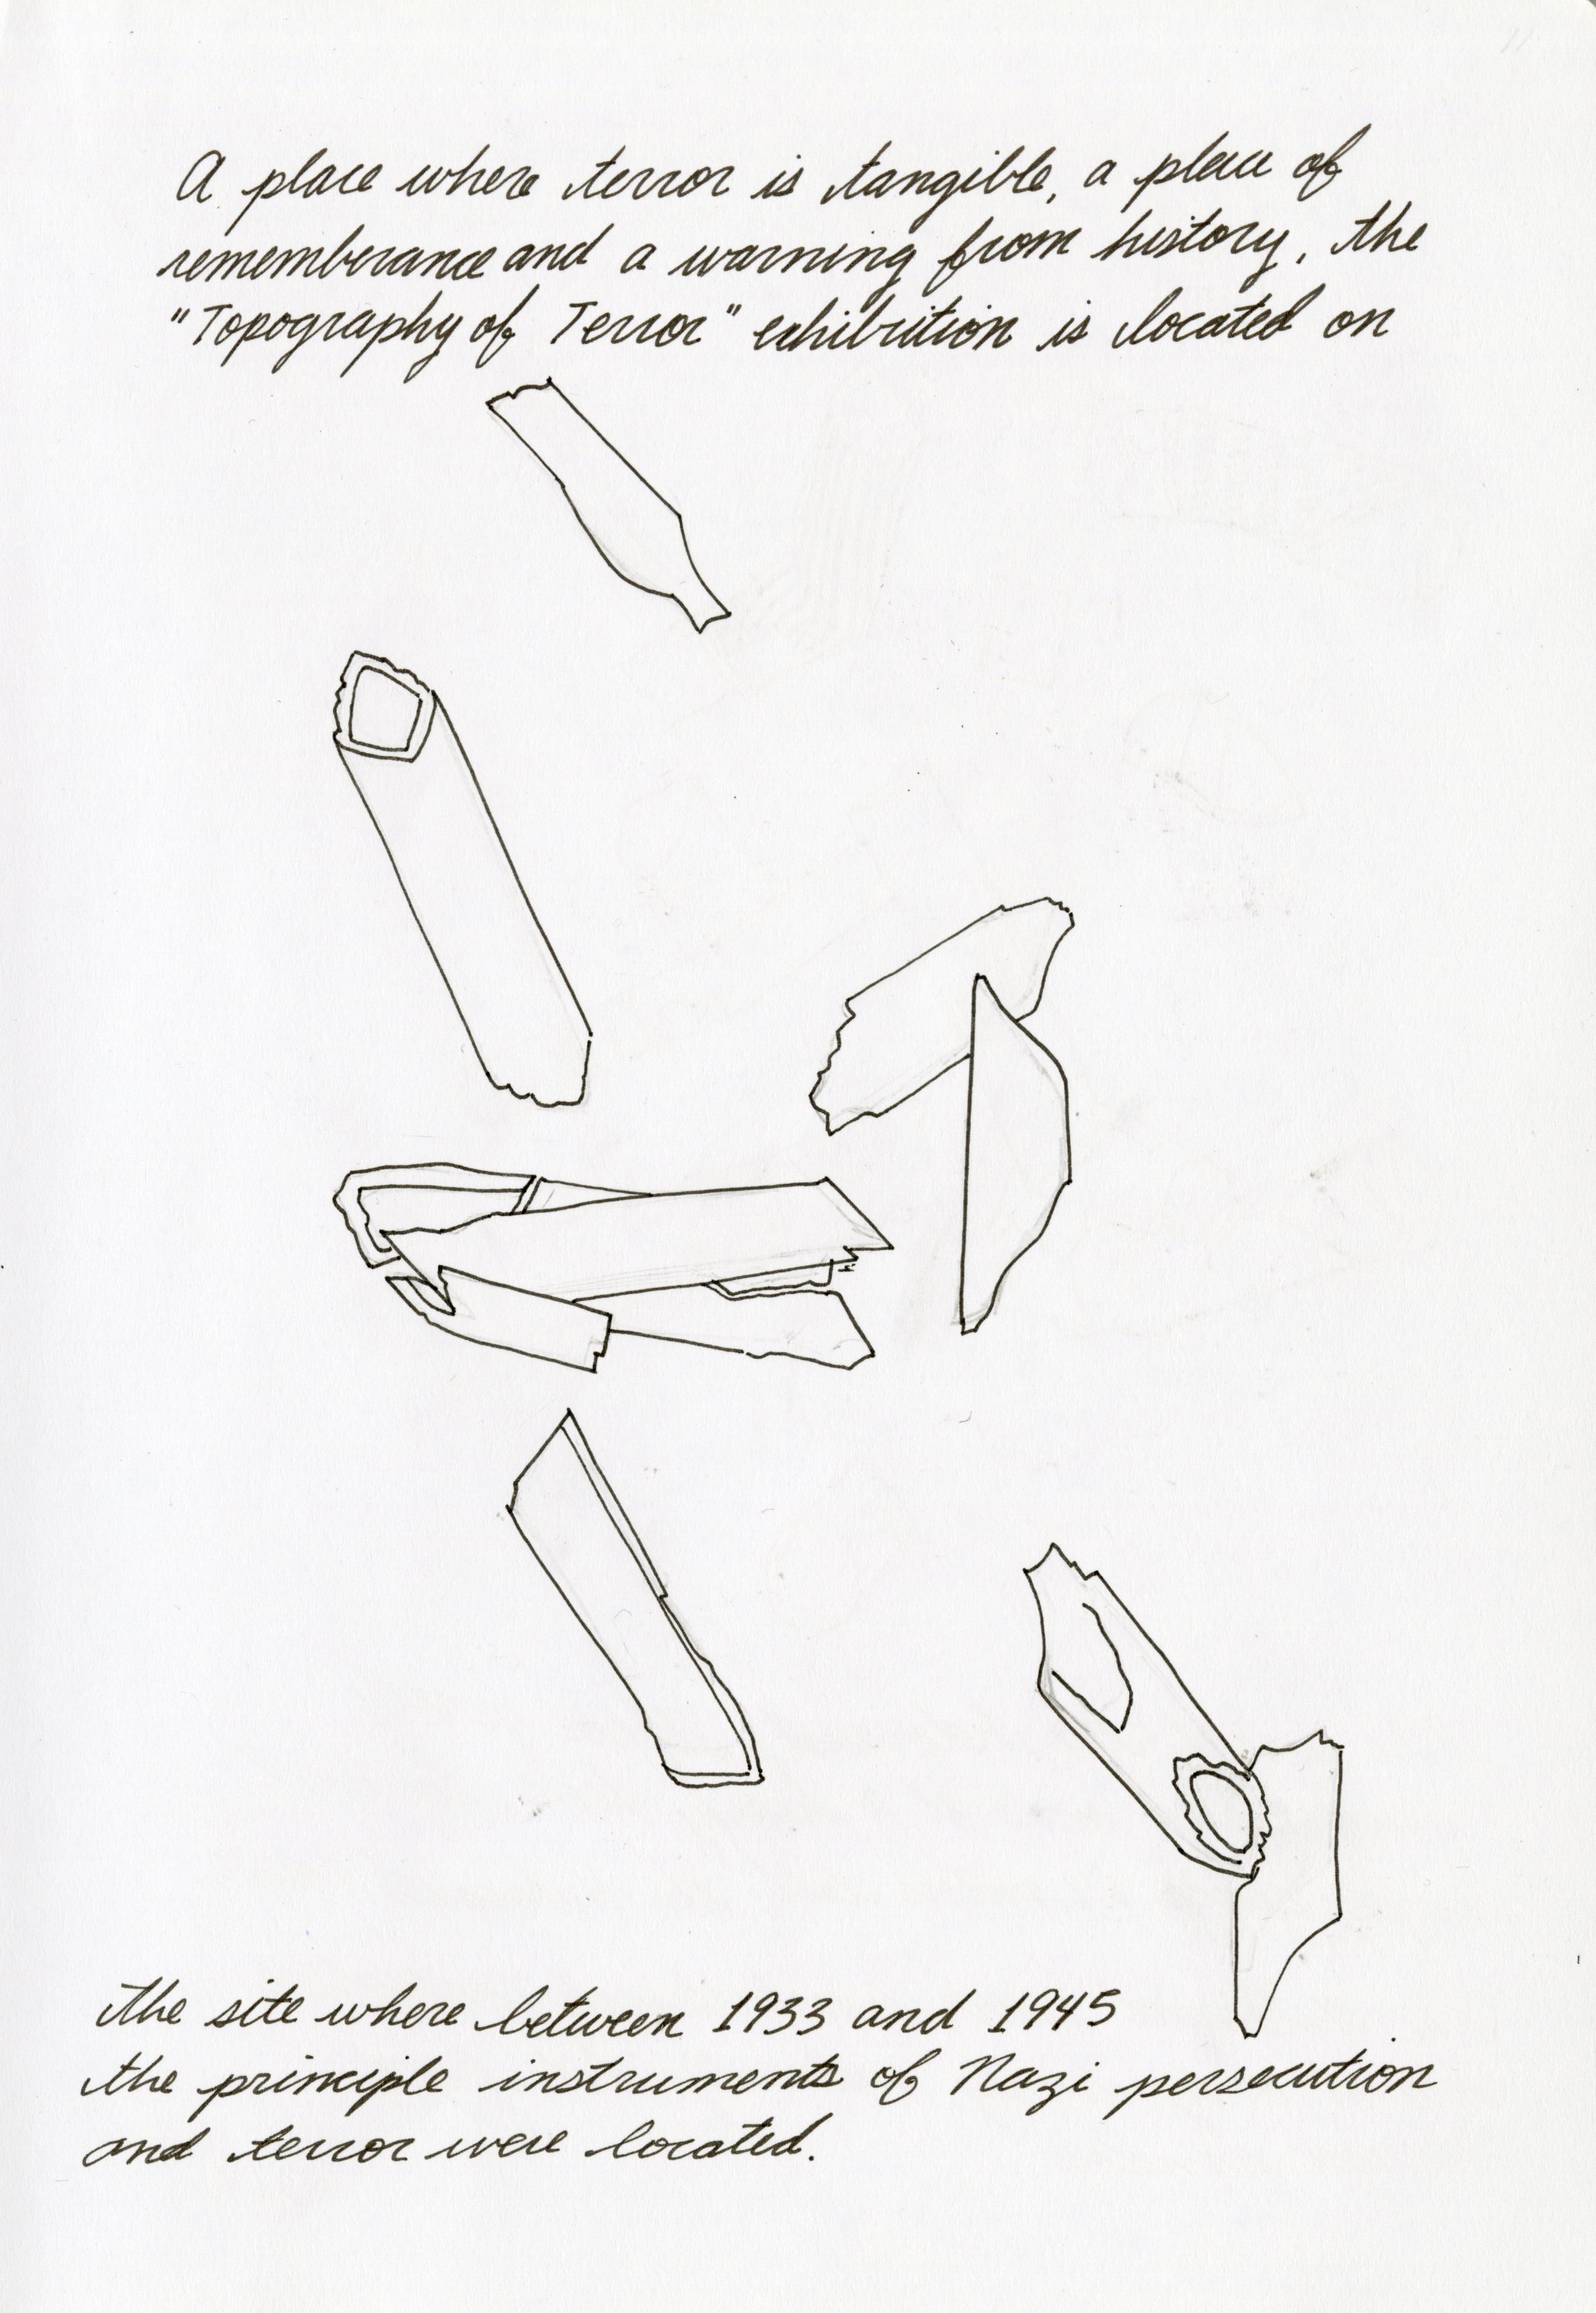 A place where terror is tangible, a place of
rememberance and a warning from history, the
"Topography of Terror" exhibition is located on
the site where between 1933 and 1945
the principle instruments of Nazi persecution
and terror were located.